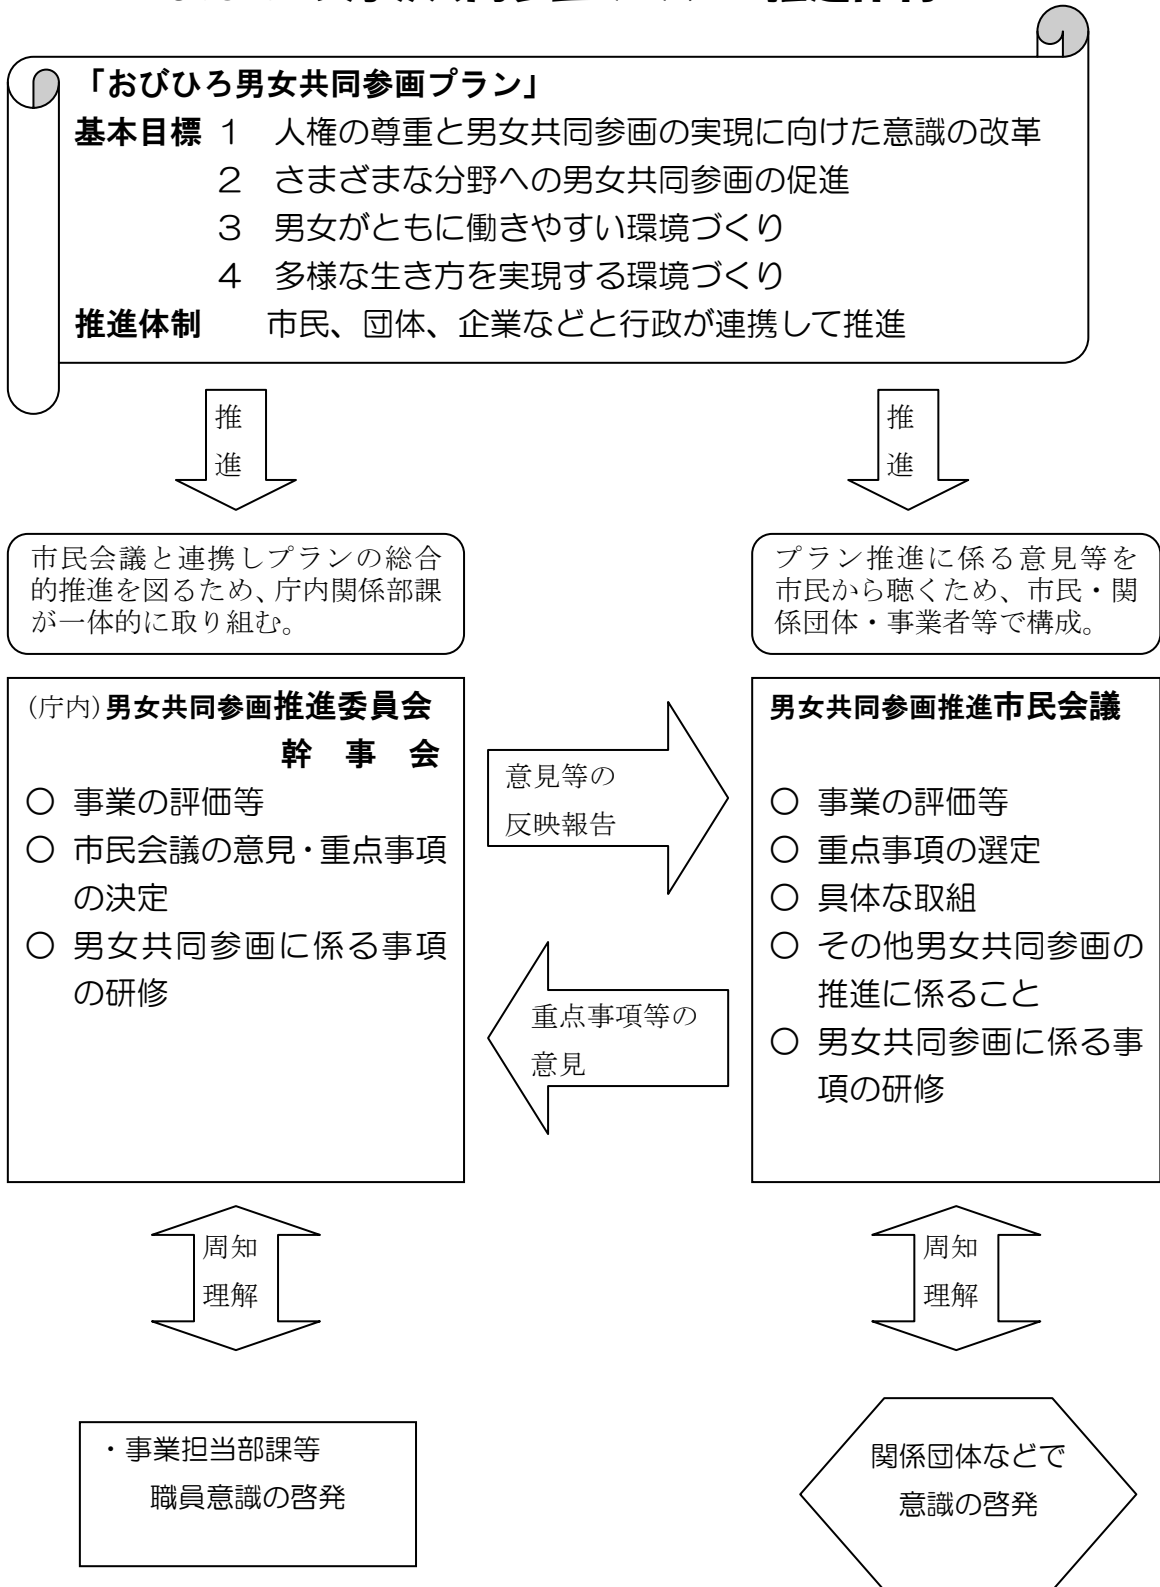 「おびひろ男女共同参画プラン」
基本目標 1 人権の尊重と男女共同参画の実現に向けた意識の改革
2 さまざまな分野への男女共同参画の促進
3 男女がともに働きやすい環境づくり
4 多様な生き方を実現する環境づくり
推進体制 市民、団体、企業などと行政が連携して推進
推
進
推
進
市民会議と連携しプランの総合
的推進を図るため、庁内関係部課
が一体的に取り組む。
プラン推進に係る意見等を
市民から聴くため、市民・関
係団体・事業者等で構成。
(庁内)男女共同参画推進委員会
幹 事 会
○ 事業の評価等
○ 市民会議の意見・重点事項
の決定
○ 男女共同参画に係る事項
の研修
意見等の
反映報告
重点事項等の
意見
男女共同参画推進市民会議
○ 事業の評価等
○ 重点事項の選定
○ 具体な取組
○ その他男女共同参画の
推進に係ること
○ 男女共同参画に係る事
項の研修
周知
理解
周知
理解
・事業担当部課等
職員意識の啓発
関係団体などで
意識の啓発